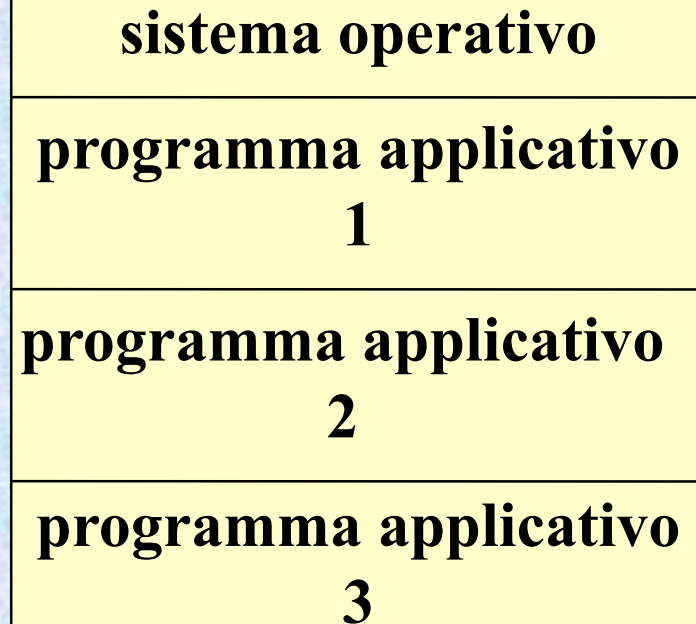 sistema operativo
programma applicativo
1
programma applicativo
2
programma applicativo
3